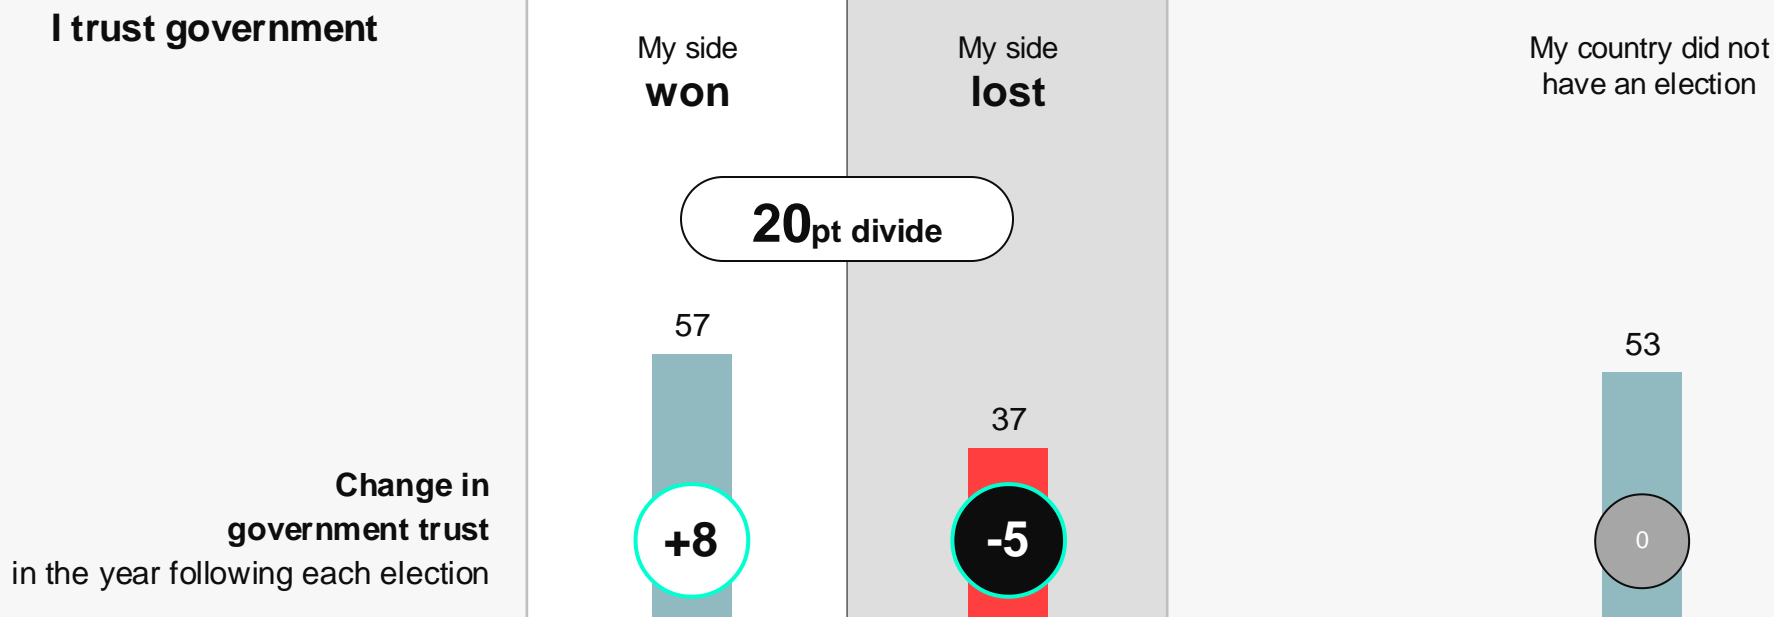 I trust government
My side
won
My side
lost
My country did not
have an election
20pt divide
57
37
53
Change in
government trust
in the year following each election
+8
-5
0